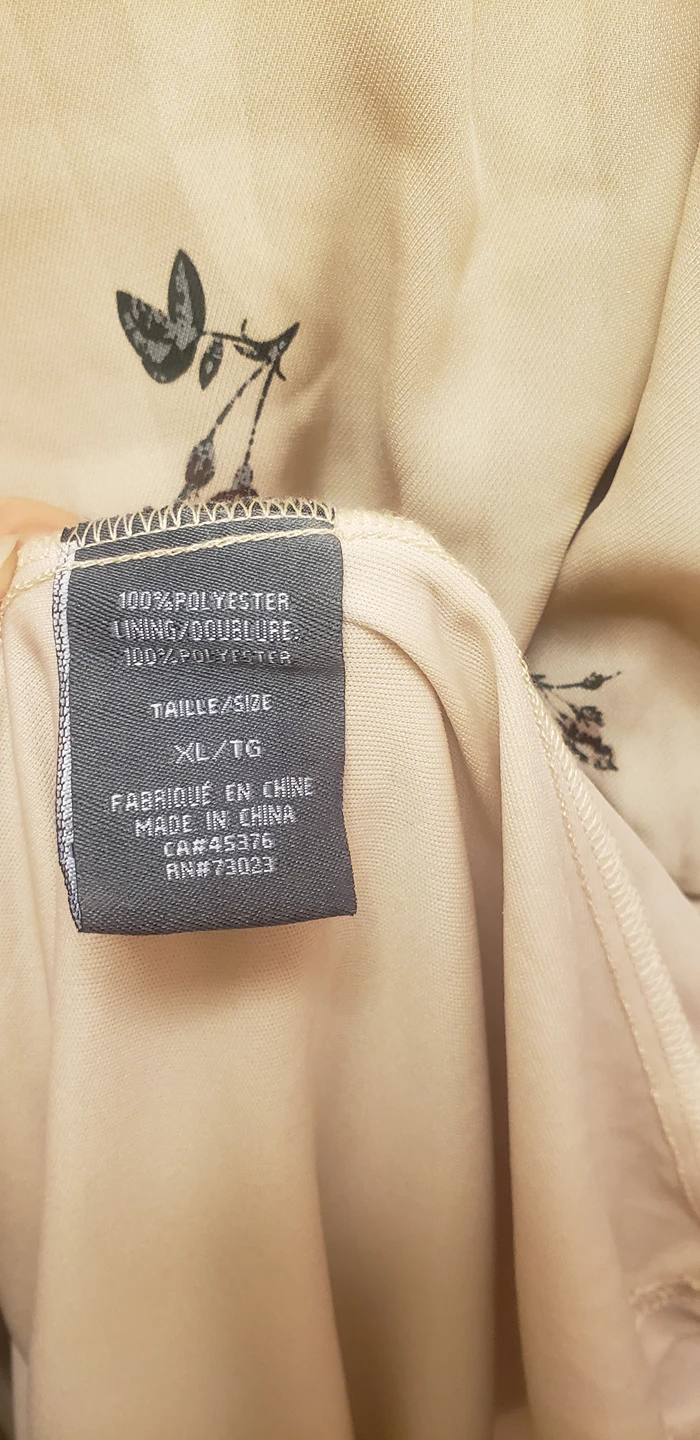 100%POLYESTER
LINING/DOUBLURE:
100%POLYESTER
TAILLE/SIZE
XL/TG
FABRIQUÉ EN CHINE
MADE IN CHINA
CA#45376
RN#73023